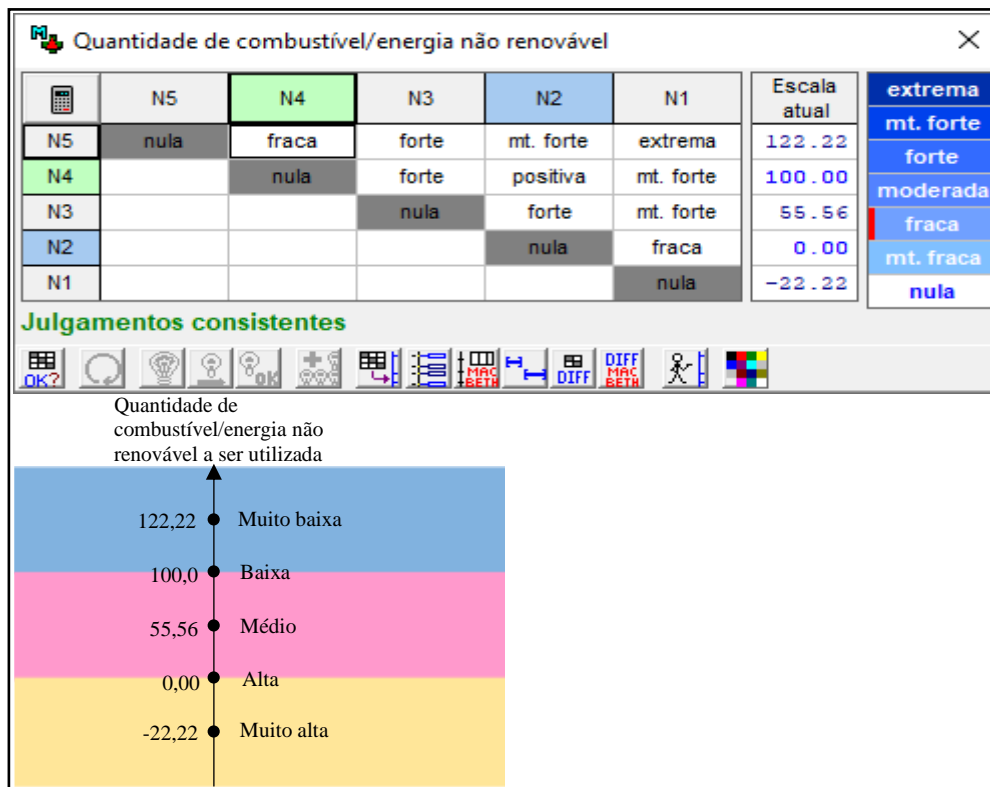 Quantidade de combustível/energia não renovável
N5 N4 N3 N2 N1 Escala atual extrema
mt. forte
N5 nula fraca forte mt. forte extrema 122.22
forte
N4 nula forte positiva mt. forte 100.00
moderada
N3 nula forte mt. forte 55.56
fraca
N2 nula fraca 0.00
mt. fraca
N1 nula -22.22
nula
Julgamentos consistentes
OK? OK MAC BETH DIFF DIFF MAC BETH
Quantidade de
combustível/energia não
renovável a ser utilizada
122,22 Muito baixa
100,0 Baixa
55,56 Médio
0,00 Alta
-22,22 Muito alta